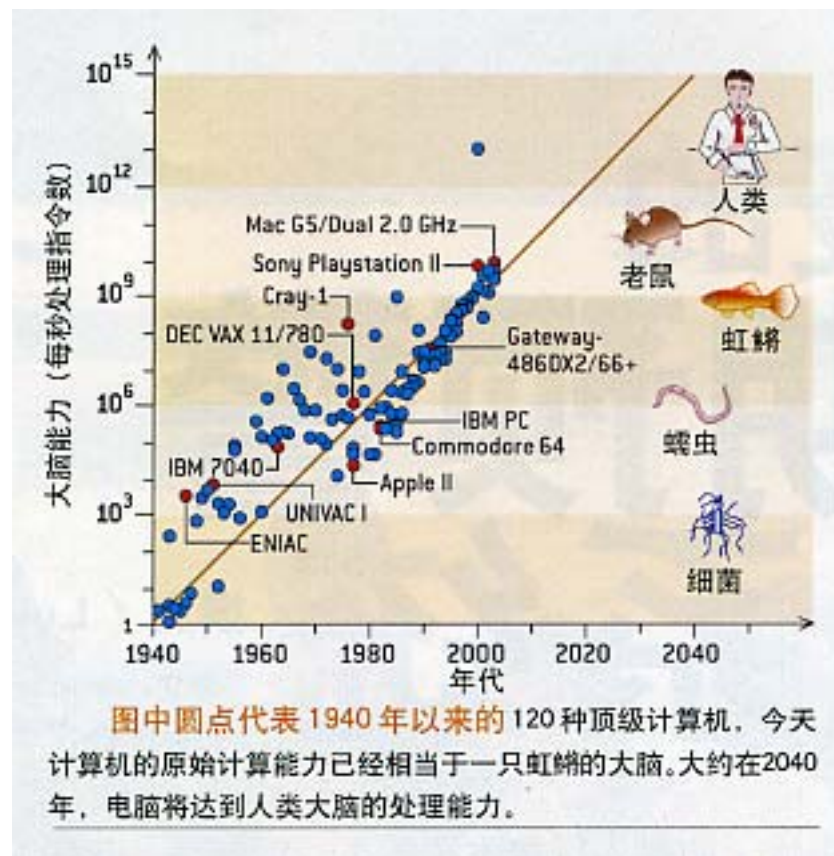 10¹⁵
10¹²
10⁹
10⁶
10³
1
大脑能力（每秒处理指令数）
Mac G5/Dual 2.0 GHz
Sony Playstation II
Cray-1
DEC VAX 11/780
Gateway-
486DX2/66+
IBM PC
Commodore 64
IBM 7040
Apple II
UNIVAC I
ENIAC
人类
老鼠
虹鳉
蠕虫
细菌
1940
1960
1980
2000
2020
2040
年代
图中圆点代表 1940 年以来的 120 种顶级计算机，今天
计算机的原始计算能力已经相当于一只虹鳉的大脑。大约在2040
年，电脑将达到人类大脑的处理能力。